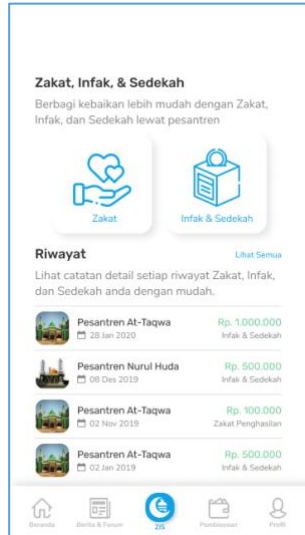 Zakat, Infak, & Sedekah
Berbagi kebaikan lebih mudah dengan Zakat,
Infak, dan Sedekah lewat pesantren
Zakat
Infak & Sedekah
Riwayat
Lihat Semua
Lihat catatan detail setiap riwayat Zakat, Infak,
dan Sedekah anda dengan mudah.
Pesantren At-Taqwa
Rp. 1.000.000
28 Jan 2020
Infak & Sedekah
Pesantren Nurul Huda
Rp. 500.000
08 Des 2019
Infak & Sedekah
Pesantren At-Taqwa
Rp. 100.000
02 Nov 2019
Zakat Penghasilan
Pesantren At-Taqwa
Rp. 500.000
02 Jan 2019
Infak & Sedekah
Beranda
Berita & Forum
ZIS
Pembiayaan
Profil